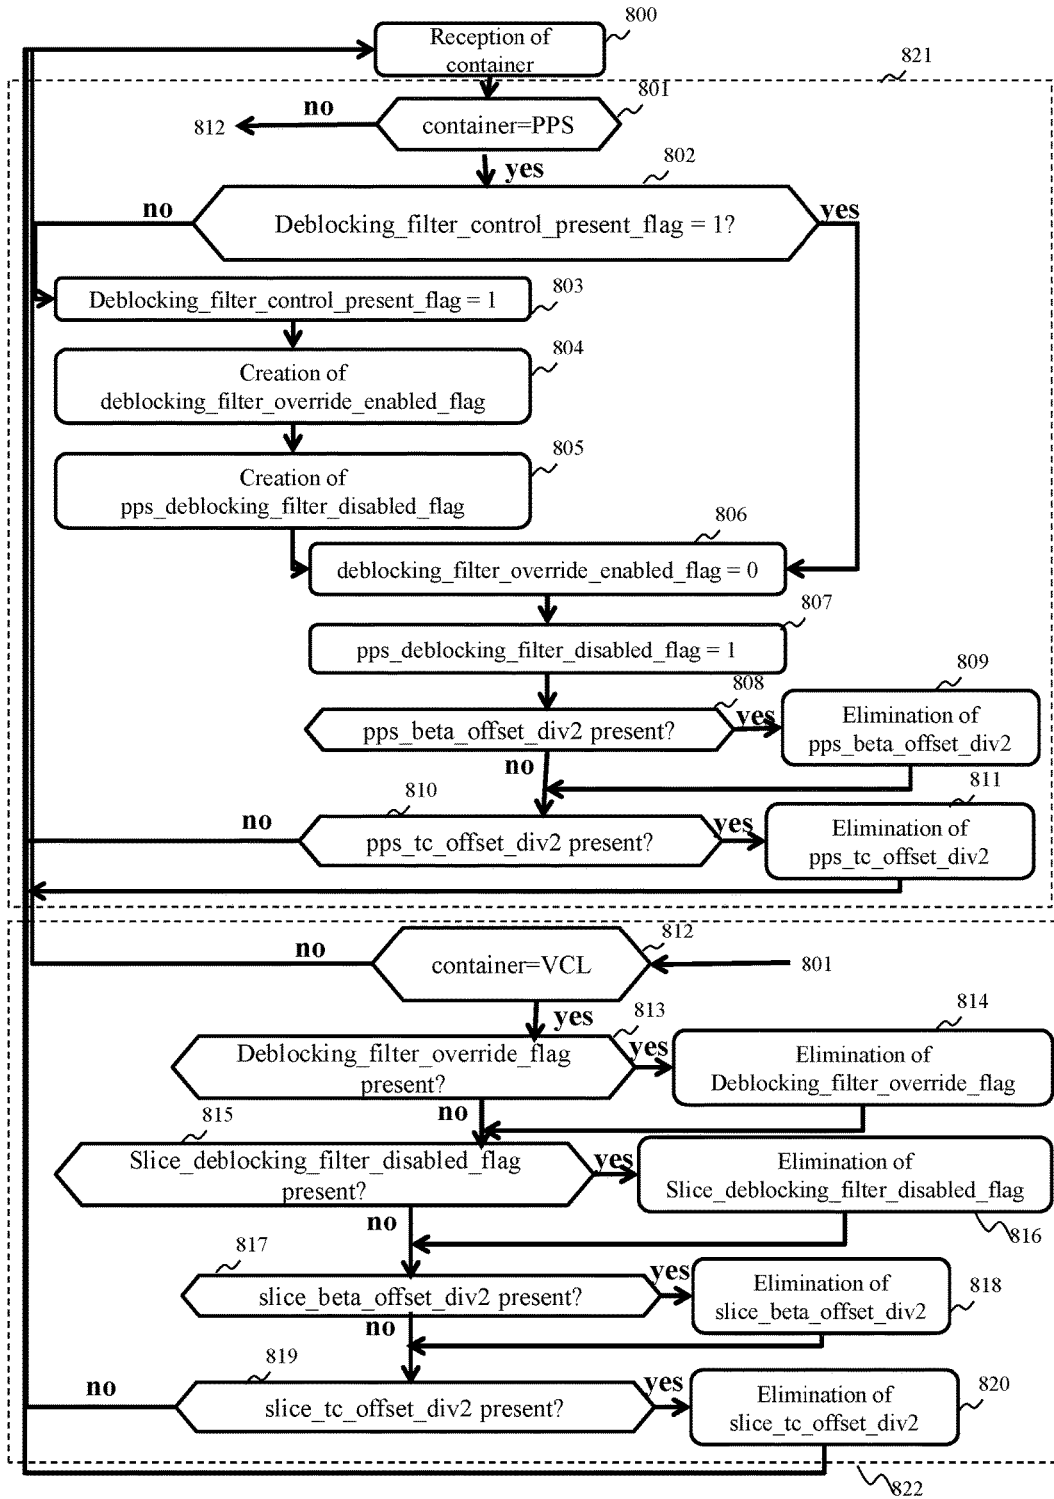 800
Reception of
container
821
801
no
container=PPS
812
yes
802
no
yes
Deblocking_filter_control_present_flag = 1?
803
Deblocking_filter_control_present_flag = 1
804
Creation of
deblocking_filter_override_enabled_flag
805
Creation of
pps_deblocking_filter_disabled_flag
806
deblocking_filter_override_enabled_flag = 0
807
pps_deblocking_filter_disabled_flag = 1
808
809
pps_beta_offset_div2 present?
yes
Elimination of
pps_beta_offset_div2
no
810
811
no
pps_tc_offset_div2 present?
yes
Elimination of
pps_tc_offset_div2
812
no
container=VCL
801
yes
813
814
Deblocking_filter_override_flag
present?
yes
Elimination of
Deblocking_filter_override_flag
no
815
Slice_deblocking_filter_disabled_flag
present?
yes
Elimination of
Slice_deblocking_filter_disabled_flag
no
816
817
slice_beta_offset_div2 present?
yes
Elimination of
slice_beta_offset_div2
818
no
819
no
slice_tc_offset_div2 present?
yes
Elimination of
slice_tc_offset_div2
820
822